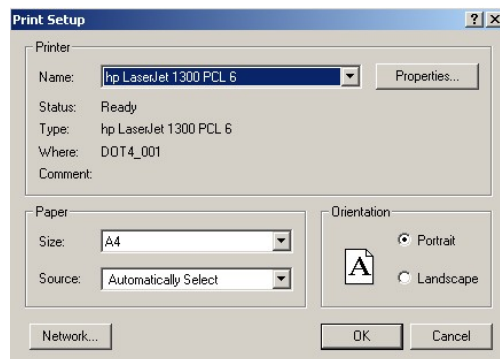 Print Setup
Printer
Name: hp LaserJet 1300 PCL 6 Properties...
Status: Ready
Type: hp LaserJet 1300 PCL 6
Where: DOT4_001
Comment:
Paper
Size: A4
Source: Automatically Select
Orientation
A
Portrait
Landscape
Network... OK Cancel